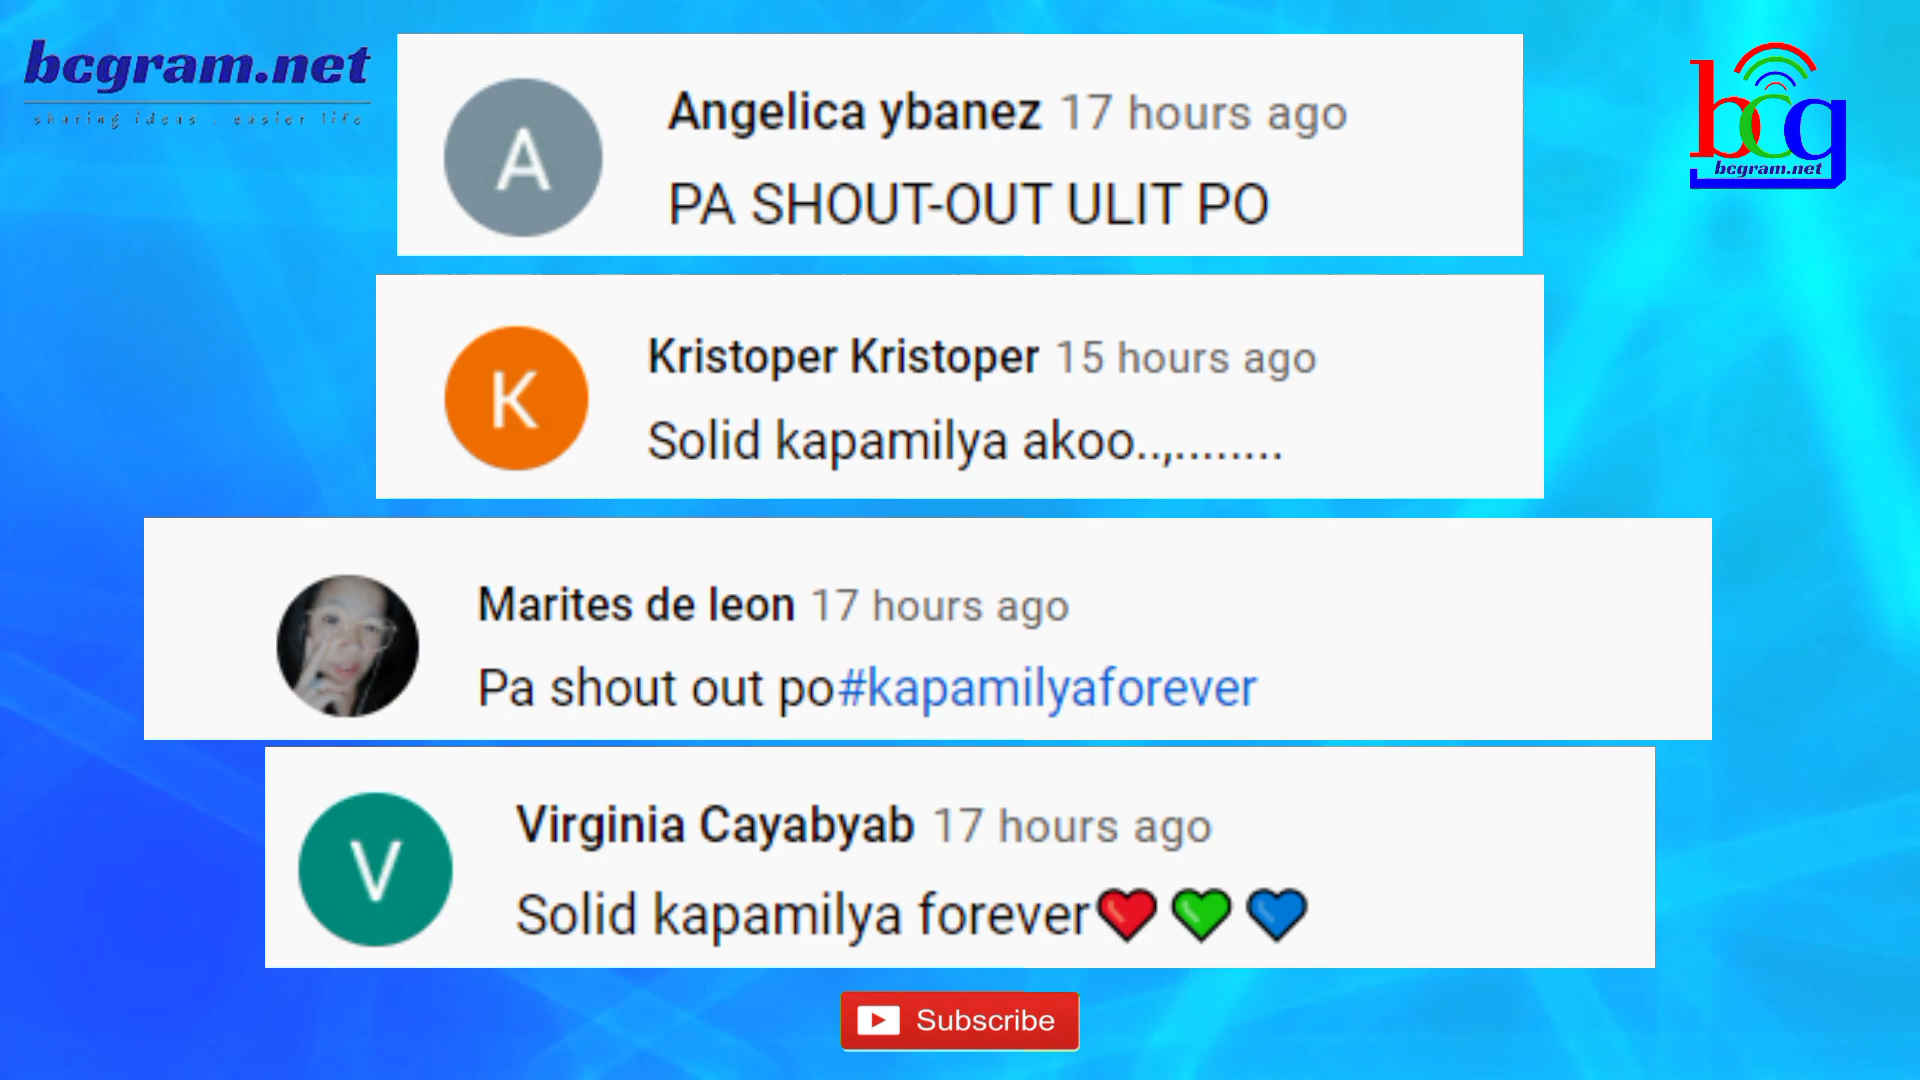 bcgram.net
sharing ideas . easier life
bcg
bcgram.net
A
Angelica ybanez 17 hours ago
PA SHOUT-OUT ULIT PO
K
Kristoper Kristoper 15 hours ago
Solid kapamilya akoo..,........
Marites de leon 17 hours ago
Pa shout out po#kapamilyaforever
V
Virginia Cayabyab 17 hours ago
Solid kapamilya forever❤️💚💙
Subscribe